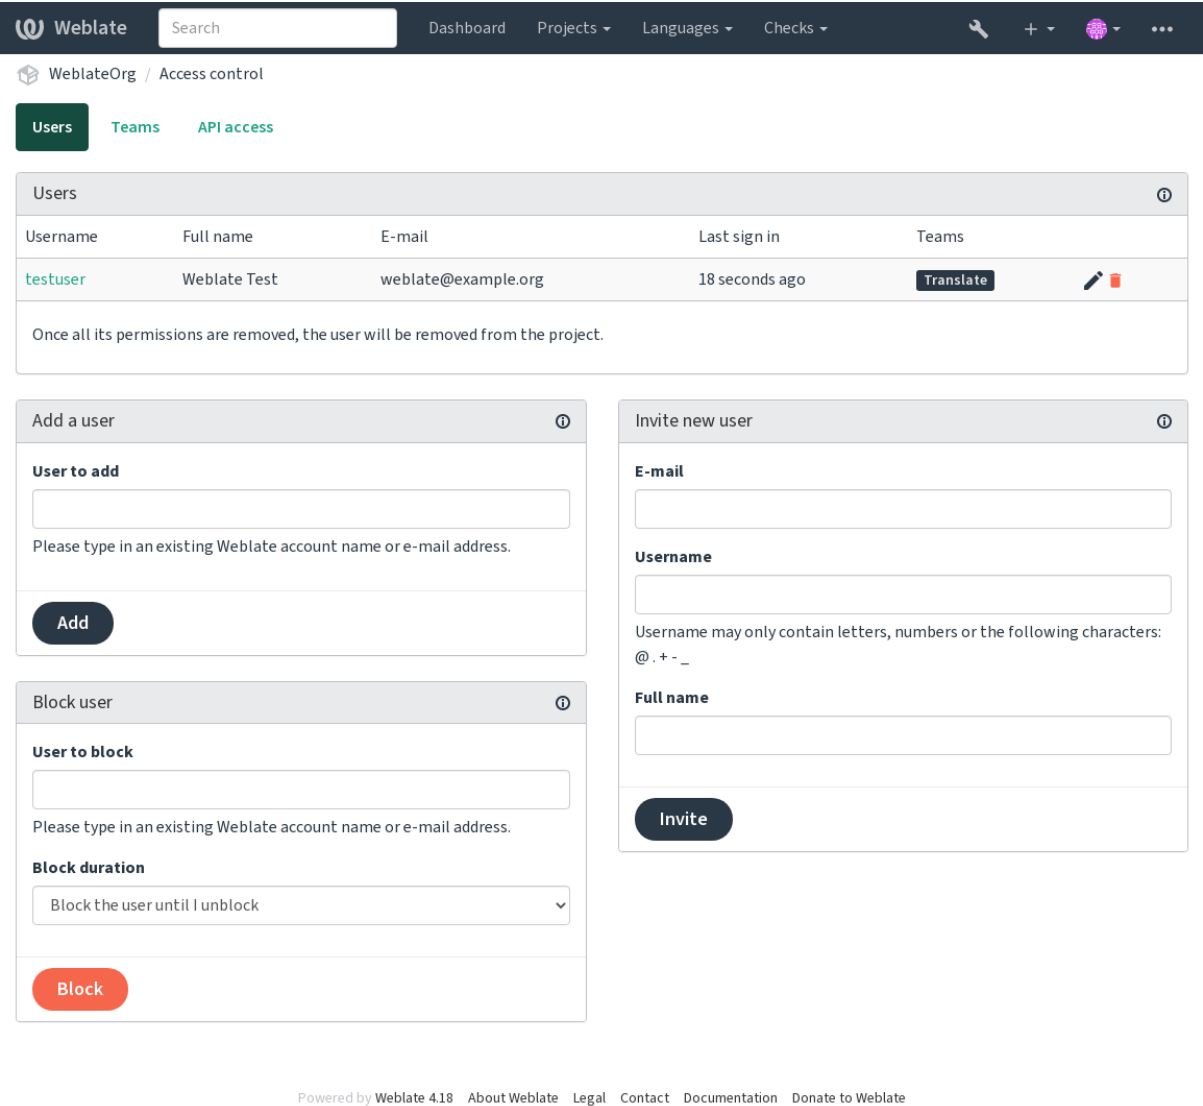 Weblate Search Dashboard Projects Languages Checks
WeblateOrg / Access control
Users Teams API access
Users
Username Full name E-mail Last sign in Teams
testuser Weblate Test weblate@example.org 18 seconds ago Translate
Once all its permissions are removed, the user will be removed from the project.
Add a user
User to add
Please type in an existing Weblate account name or e-mail address.
Add
Block user
User to block
Please type in an existing Weblate account name or e-mail address.
Block duration
Block the user until I unblock
Block
Invite new user
E-mail
Username
Username may only contain letters, numbers or the following characters:
@ . + - _
Full name
Invite
Powered by Weblate 4.18 About Weblate Legal Contact Documentation Donate to Weblate